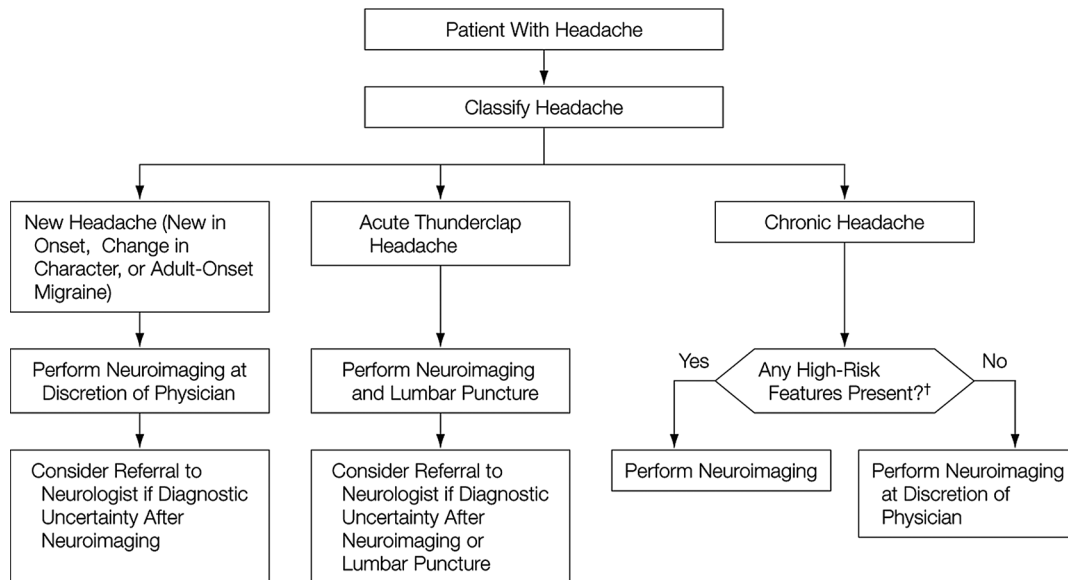 Patient With Headache
Classify Headache
New Headache (New in
Onset, Change in
Character, or Adult-Onset
Migraine)
Acute Thunderclap
Headache
Chronic Headache
Perform Neuroimaging at
Discretion of Physician
Perform Neuroimaging
and Lumbar Puncture
Yes
Any High-Risk
Features Present?†
No
Consider Referral to
Neurologist if Diagnostic
Uncertainty After
Neuroimaging
Consider Referral to
Neurologist if Diagnostic
Uncertainty After
Neuroimaging or
Lumbar Puncture
Perform Neuroimaging
Perform Neuroimaging
at Discretion of
Physician